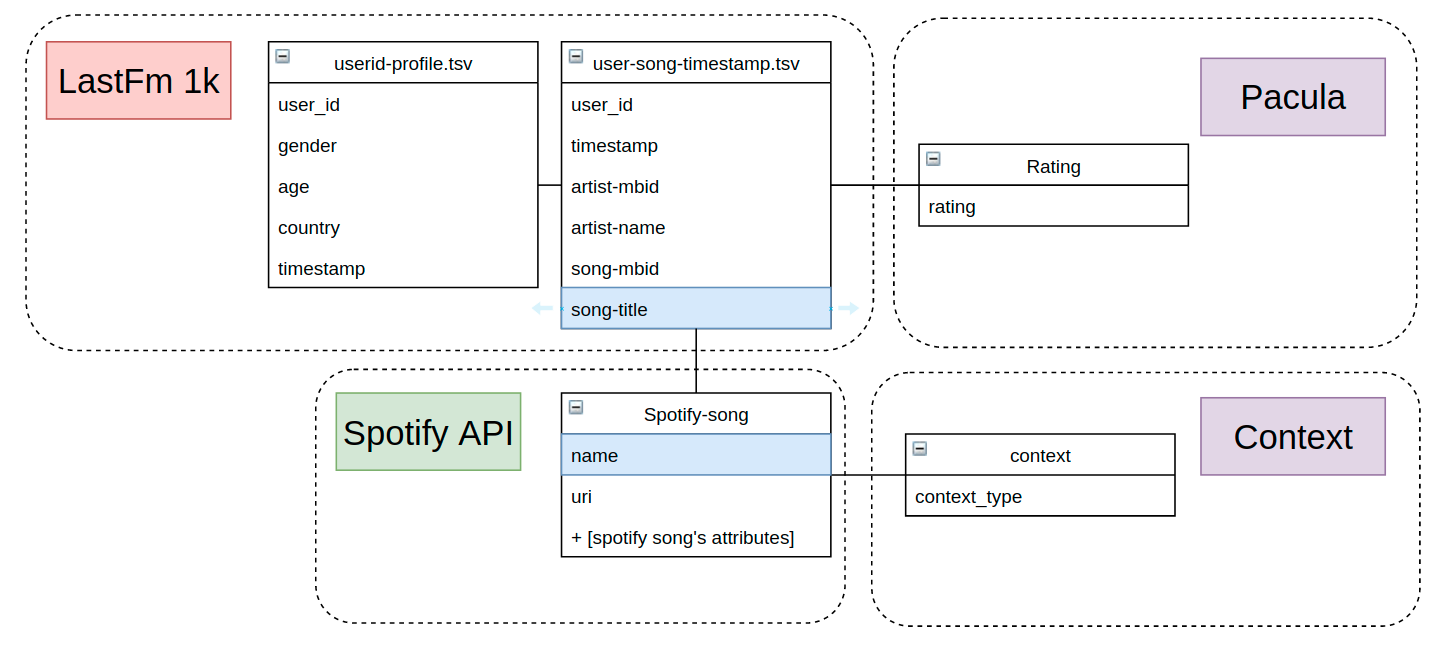 LastFm 1k
userid-profile.tsv
user_id
gender
age
country
timestamp
user-song-timestamp.tsv
user_id
timestamp
artist-mbid
artist-name
song-mbid
song-title
Pacula
Rating
rating
Spotify API
Spotify-song
name
uri
+ [spotify song's attributes]
Context
context
context_type